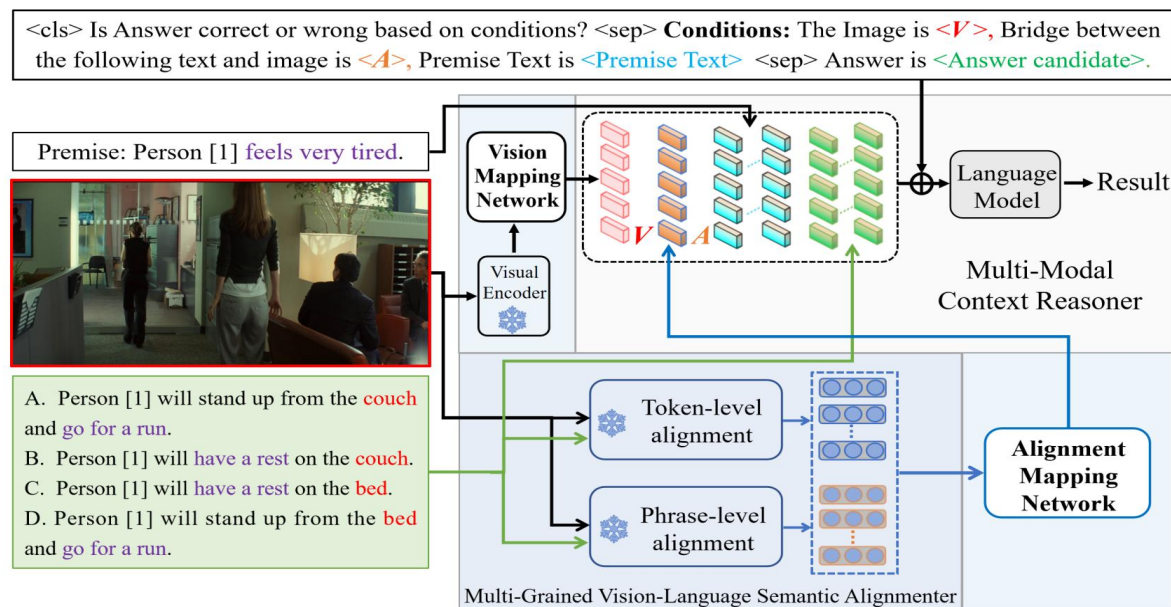 <cls> Is Answer correct or wrong based on conditions? <sep> Conditions: The Image is <V>, Bridge between
the following text and image is <A>, Premise Text is <Premise Text> <sep> Answer is <Answer candidate>.
Premise: Person [1] feels very tired.
Vision
Mapping
Network
Visual
Encoder
V
A
Language
Model
Result
Multi-Modal
Context Reasoner
A. Person [1] will stand up from the couch
and go for a run.
B. Person [1] will have a rest on the couch.
C. Person [1] will have a rest on the bed.
D. Person [1] will stand up from the bed
and go for a run.
Token-level
alignment
Phrase-level
alignment
Alignment
Mapping
Network
Multi-Grained Vision-Language Semantic Alignmenter